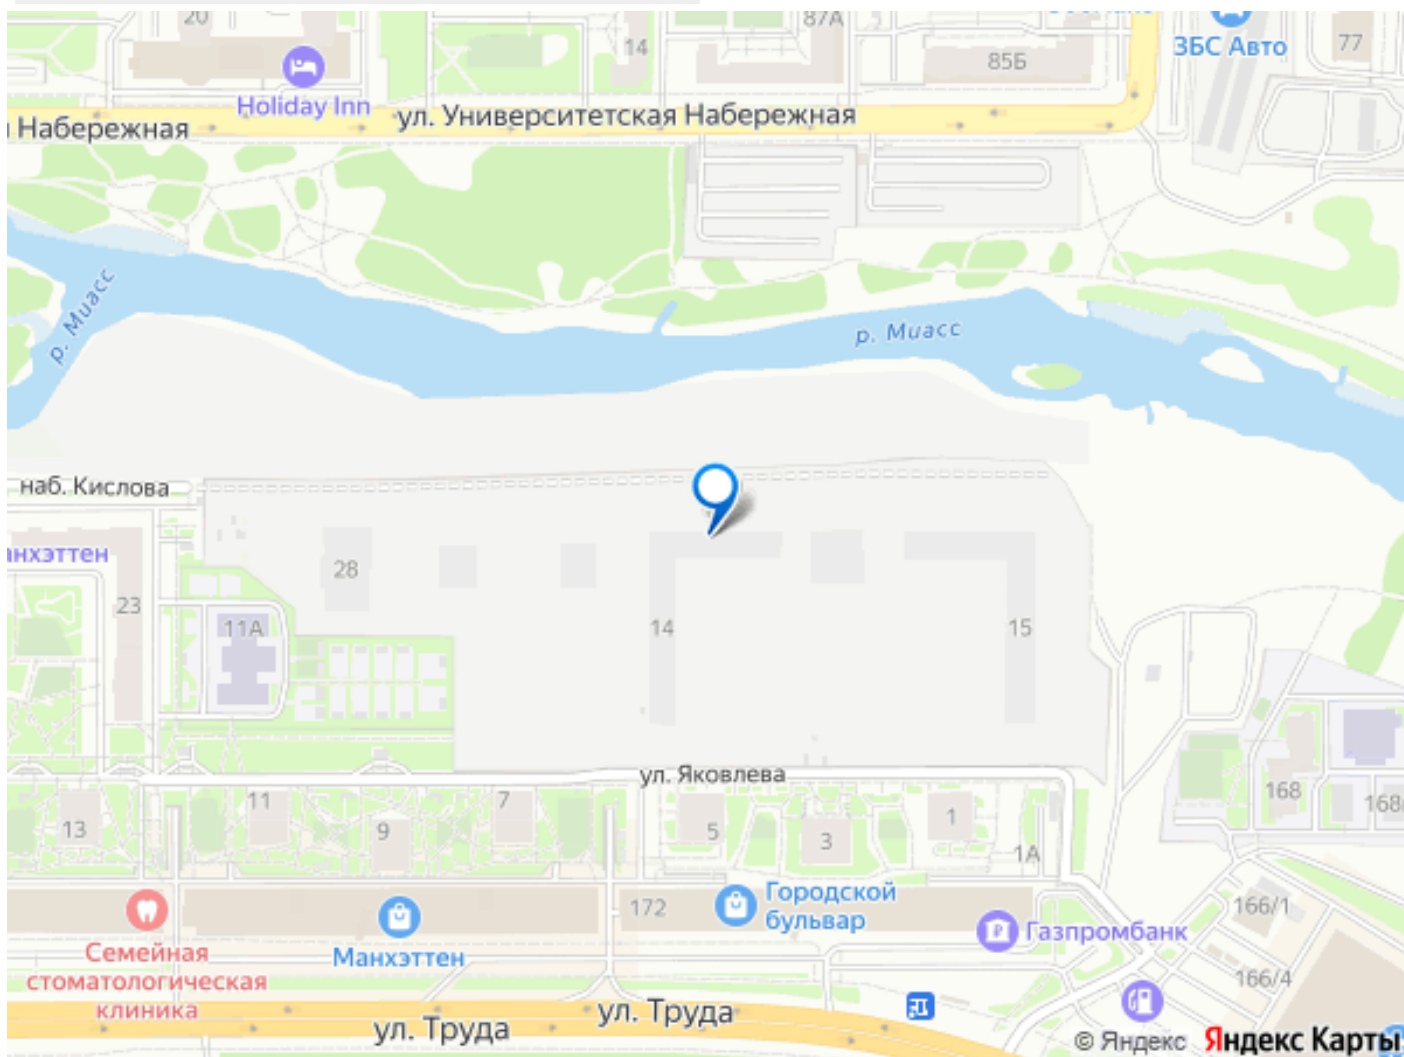 20
87А
14
85Б
ЗБС Авто
77
Holiday Inn
ул. Университетская Набережная
Набережная
р. Миасс
р. Миасс
наб. Кислова
нхэттен
28
23
11А
14
15
ул. Яковлева
13
11
9
7
5
3
1
1А
168
168
172
Городской
бульвар
166/1
Газпромбанк
Семейная
стоматологическая
клиника
Манхэттен
166/4
ул. Труда
ул. Труда
© Яндекс Яндекс Карты